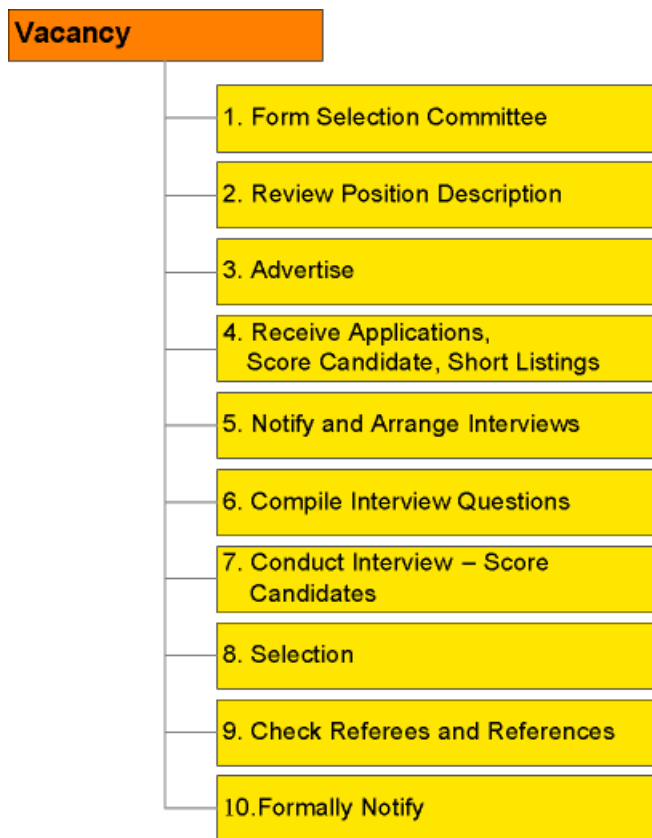 Vacancy
1. Form Selection Committee
2. Review Position Description
3. Advertise
4. Receive Applications,
Score Candidate, Short Listings
5. Notify and Arrange Interviews
6. Compile Interview Questions
7. Conduct Interview – Score
Candidates
8. Selection
9. Check Referees and References
10.Formally Notify